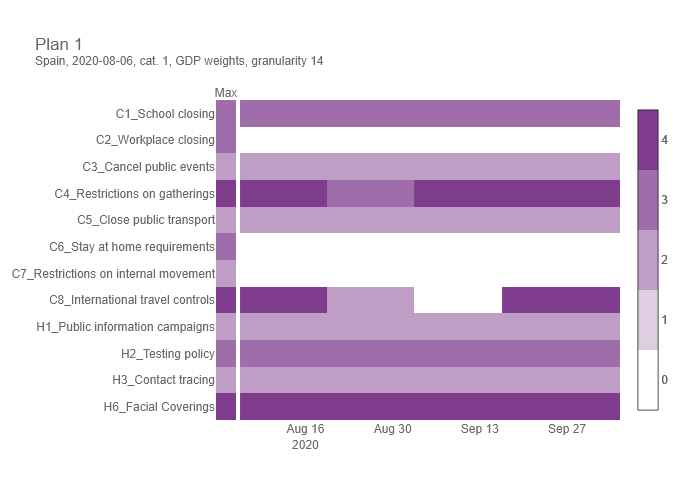 Plan 1
Spain, 2020-08-06, cat. 1, GDP weights, granularity 14
Max
C1_School closing
C2_Workplace closing
C3_Cancel public events
C4_Restrictions on gatherings
C5_Close public transport
C6_Stay at home requirements
C7_Restrictions on internal movement
C8_International travel controls
H1_Public information campaigns
H2_Testing policy
H3_Contact tracing
H6_Facial Coverings
Aug 16 Aug 30 Sep 13 Sep 27
2020
4
3
2
1
0